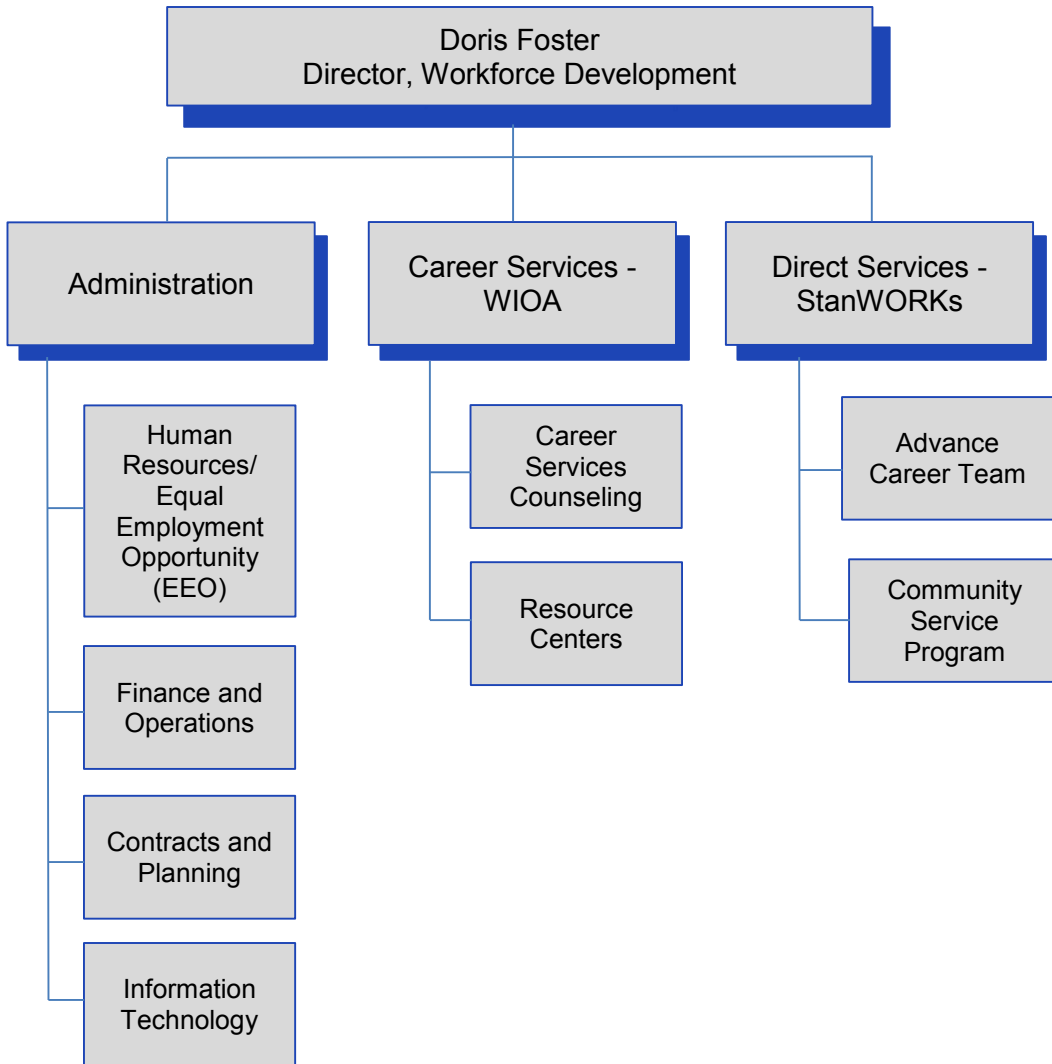 Doris Foster
Director, Workforce Development
Administration
Career Services -
WIOA
Direct Services -
StanWORKs
Human
Resources/
Equal
Employment
Opportunity
(EEO)
Finance and
Operations
Contracts and
Planning
Information
Technology
Career
Services
Counseling
Resource
Centers
Advance
Career Team
Community
Service
Program